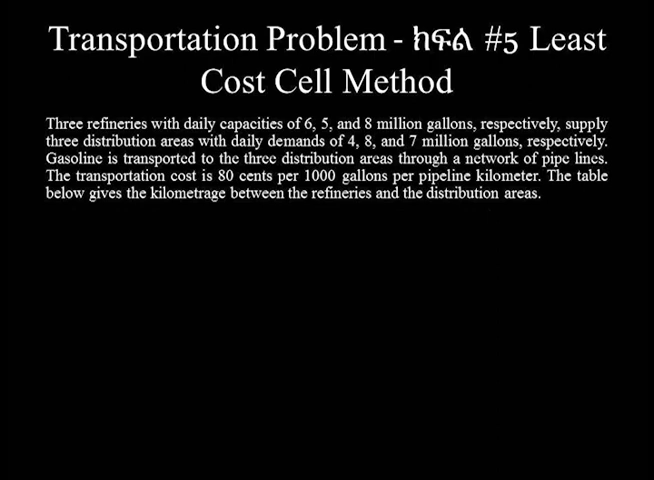 Transportation Problem - ክፍል #5 Least
Cost Cell Method
Three refineries with daily capacities of 6, 5, and 8 million gallons, respectively, supply
three distribution areas with daily demands of 4, 8, and 7 million gallons, respectively.
Gasoline is transported to the three distribution areas through a network of pipe lines.
The transportation cost is 80 cents per 1000 gallons per pipeline kilometer. The table
below gives the kilometrage between the refineries and the distribution areas.